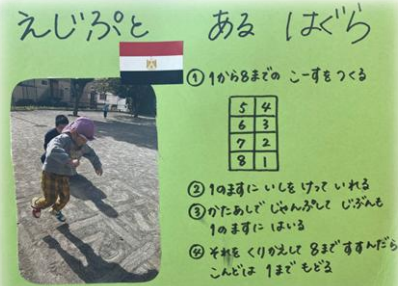 えじぷと ある はぐら
① 1から8までの こーすをつくる
5 4
6 3
7 2
8 1
② 1のますに いしを けって いれる
③ かたあしで じゃんぷして じぶんも
1のますに はいる
④ それを くりかえして 8まで すすんだら
こんどは 1まで もどる